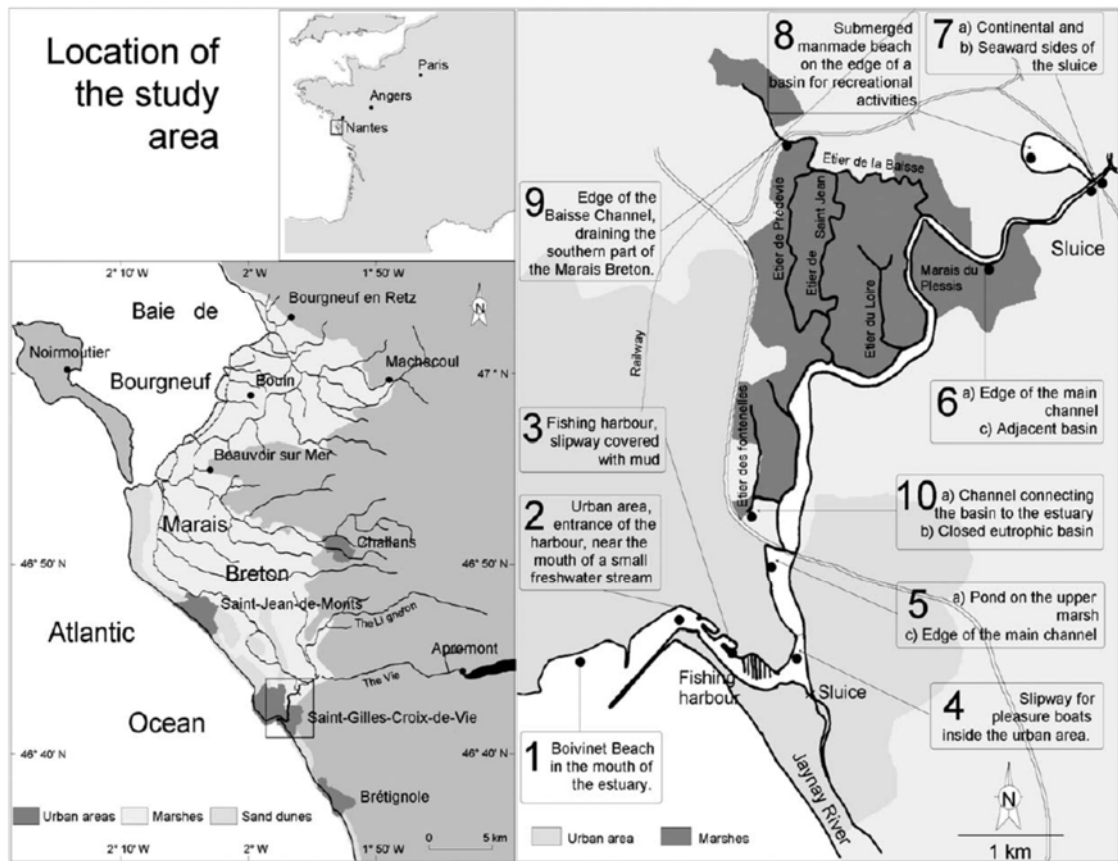 Location of
the study
area
Paris
Angers
Nantes
2° 10' W
2° W
1° 50' W
N
Baie de
Bourgneuf
Bourgneuf en Retz
Noirmoutier
Machecoul
Bouin
47 ° N
Beauvoir sur Mer
Marais
Breton
Challans
46° 50' N
Saint-Jean-de-Monts
The Ligneron
Atlantic
Ocean
Apremont
The Vie
Saint-Gilles-Croix-de-Vie
46° 40' N
Brétignole
Urban areas
Marshes
Sand dunes
0
5 km
2° 10' W
2° W
1° 50' W
8
Submerged
manmade beach
on the edge of a
basin for recreational
activities
7
a) Continental and
b) Seaward sides of
the sluice
Etier de la Baisse
9
Edge of the
Baisse Channel,
draining the
southern part of
the Marais Breton.
Etier de Prédevie
Etier de
Saint Jean
Etier du Loire
Marais du
Plessis
Sluice
Railway
6
a) Edge of the main
channel
c) Adjacent basin
3
Fishing harbour,
slipway covered
with mud
Etier des fontenelles
2
Urban area,
entrance of the
harbour, near the
mouth of a small
freshwater stream
10
a) Channel connecting
the basin to the estuary
b) Closed eutrophic basin
5
a) Pond on the upper
marsh
c) Edge of the main channel
Fishing
harbour
Sluice
4
Slipway for
pleasure boats
inside the urban area.
1
Boivinet Beach
in the mouth of
the estuary.
Jaynay River
N
Urban area
Marshes
1 km